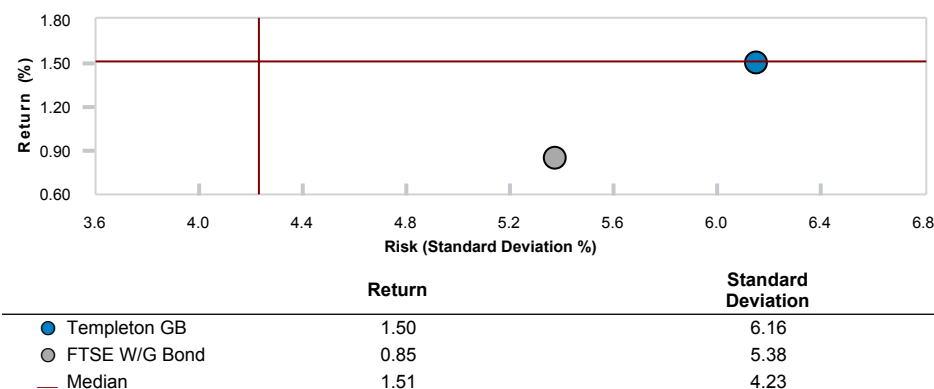 1.80
1.50
1.20
0.90
0.60
Return (%)
3.6 4.0 4.4 4.8 5.2 5.6 6.0 6.4 6.8
Risk (Standard Deviation %)
Return Standard Deviation
Templeton GB 1.50 6.16
FTSE W/G Bond 0.85 5.38
Median 1.51 4.23